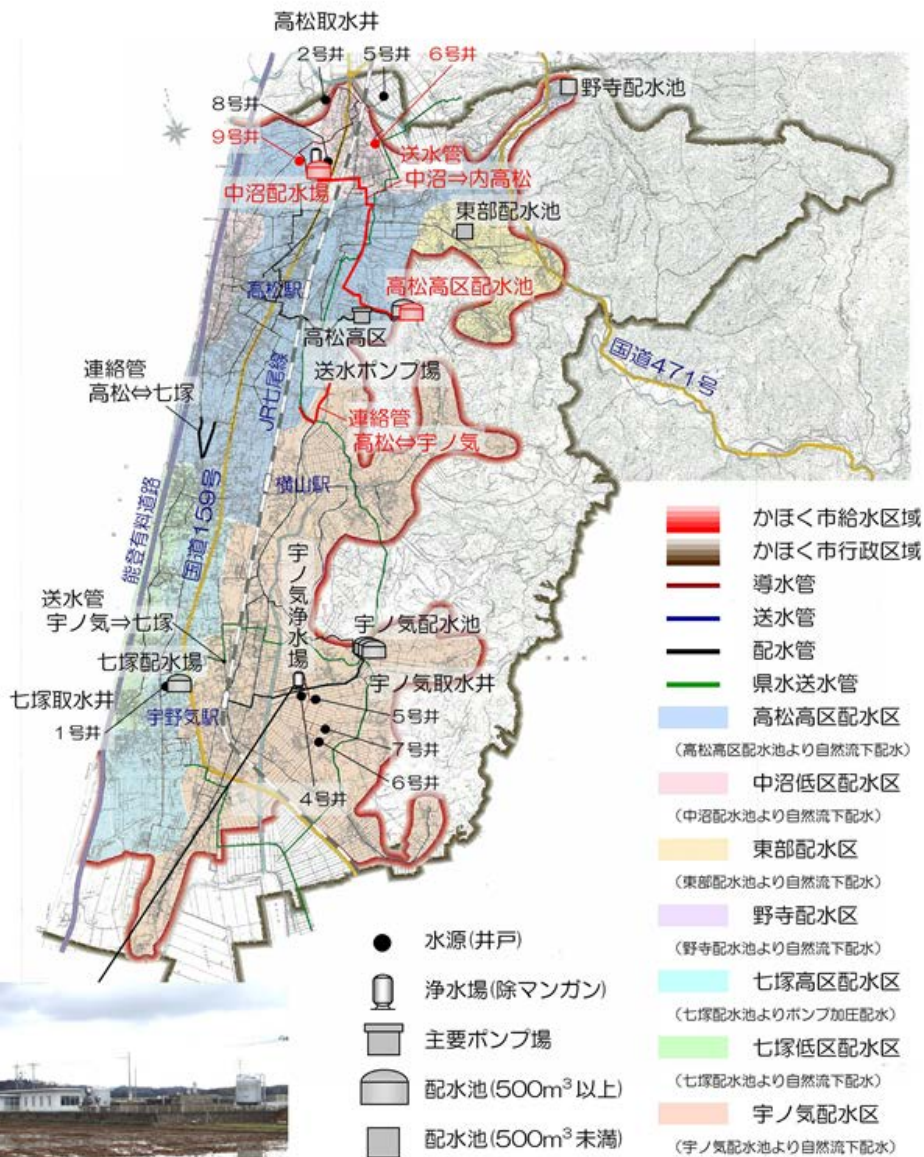 高松取水井
2号井
5号井
6号井
野寺配水池
8号井
9号井
送水管
中沼⇒内高松
中沼配水場
東部配水池
高松駅
高松高区配水池
高松高区
送水ポンプ場
国道471号
連絡管
高松⇔七塚
JR七尾線
連絡管
高松⇔宇ノ気
横山駅
能登有料道路
国道159号
宇ノ気浄水場
送水管
宇ノ気⇒七塚
宇ノ気配水池
七塚配水場
宇ノ気取水井
七塚取水井
宇野気駅
1号井
5号井
7号井
6号井
4号井
かほく市給水区域
かほく市行政区域
導水管
送水管
配水管
県水送水管
高松高区配水区
(高松高区配水池より自然流下配水)
中沼低区配水区
(中沼配水池より自然流下配水)
東部配水区
(東部配水池より自然流下配水)
野寺配水区
(野寺配水池より自然流下配水)
七塚高区配水区
(七塚配水池よりポンプ加圧配水)
七塚低区配水区
(七塚配水池より自然流下配水)
宇ノ気配水区
(宇ノ気配水池より自然流下配水)
水源(井戸)
浄水場(除マンガン)
主要ポンプ場
配水池(500m³以上)
配水池(500m³未満)